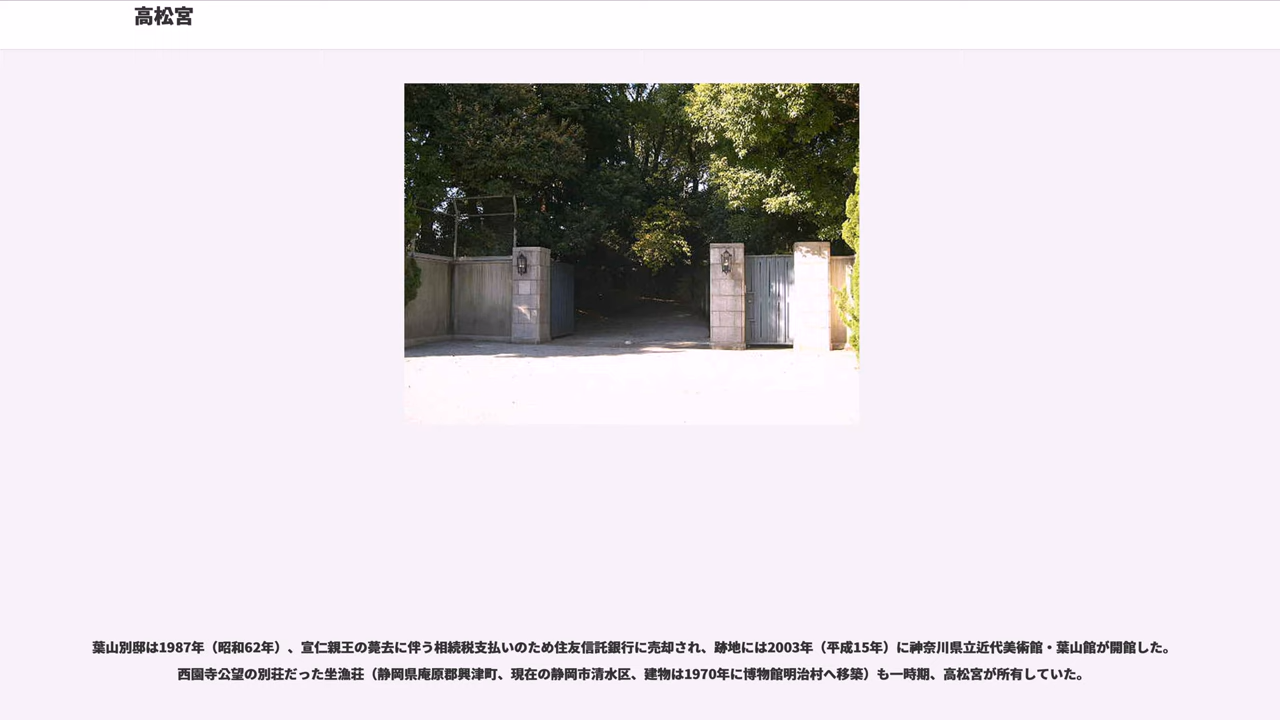 高松宮
葉山別邸は1987年（昭和62年）、宣仁親王の薨去に伴う相続税支払いのため住友信託銀行に売却され、跡地には2003年（平成15年）に神奈川県立近代美術館・葉山館が開館した。
西園寺公望の別荘だった坐漁荘（静岡県庵原郡興津町、現在の静岡市清水区、建物は1970年に博物館明治村へ移築）も一時期、高松宮が所有していた。